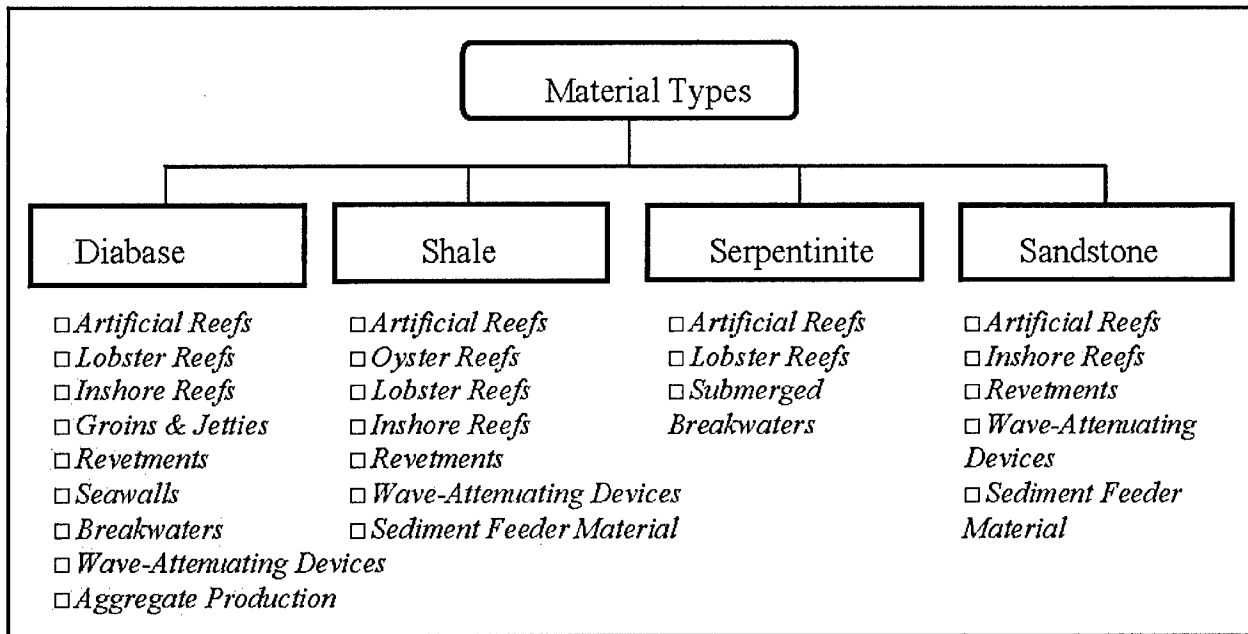 Material Types
Diabase
□ Artificial Reefs
□ Lobster Reefs
□ Inshore Reefs
□ Groins & Jetties
□ Revetments
□ Seawalls
□ Breakwaters
□ Wave-Attenuating Devices
□ Aggregate Production
Shale
□ Artificial Reefs
□ Oyster Reefs
□ Lobster Reefs
□ Inshore Reefs
□ Revetments
□ Wave-Attenuating Devices
□ Sediment Feeder Material
Serpentinite
□ Artificial Reefs
□ Lobster Reefs
□ Submerged
Breakwaters
Sandstone
□ Artificial Reefs
□ Inshore Reefs
□ Revetments
□ Wave-Attenuating
Devices
□ Sediment Feeder
Material